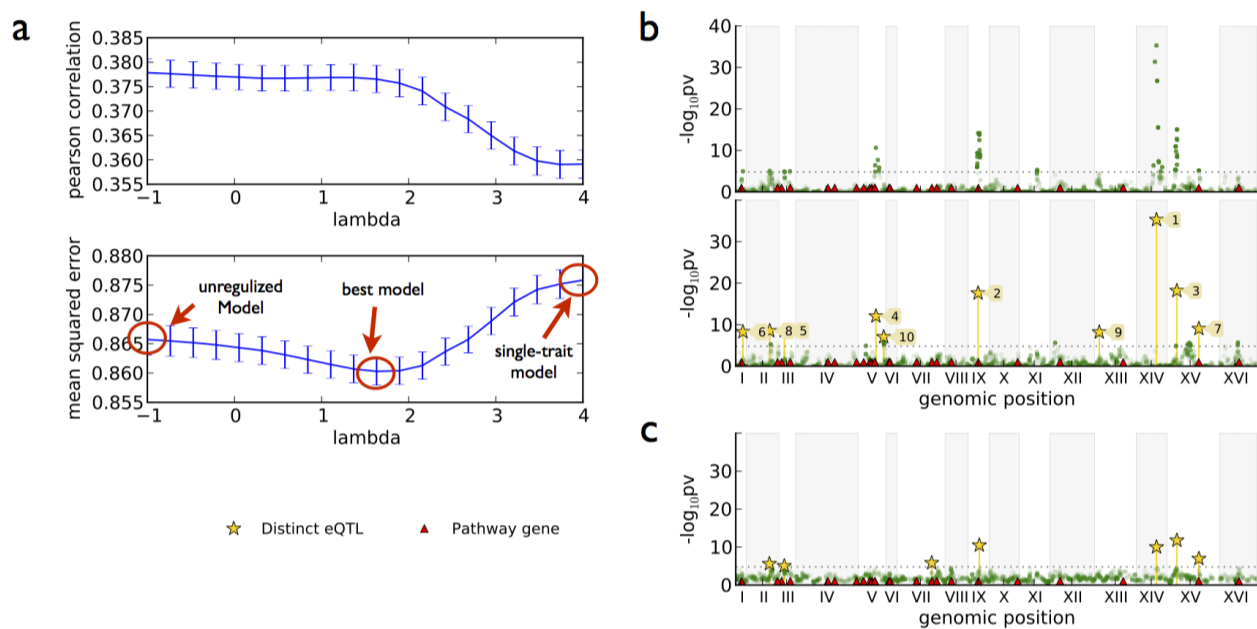 a
0.385
0.380
0.375
0.370
0.365
0.360
0.355
pearson correlation
−1 0 1 2 3 4
lambda
0.880
0.875
0.870
0.865
0.860
0.855
mean squared error
unregulized
Model
best model
single-trait
model
−1 0 1 2 3 4
lambda
Distinct eQTL
Pathway gene
b
40
30
20
10
0
-log10pv
30
20
10
0
-log10pv
1
2
3
4
6
8
5
10
9
7
I II III IV V VI VII VIII IX X XI XII XIII XIV XV XVI
genomic position
c
30
20
10
0
-log10pv
I II III IV V VI VII VIII IX X XI XII XIII XIV XV XVI
genomic position